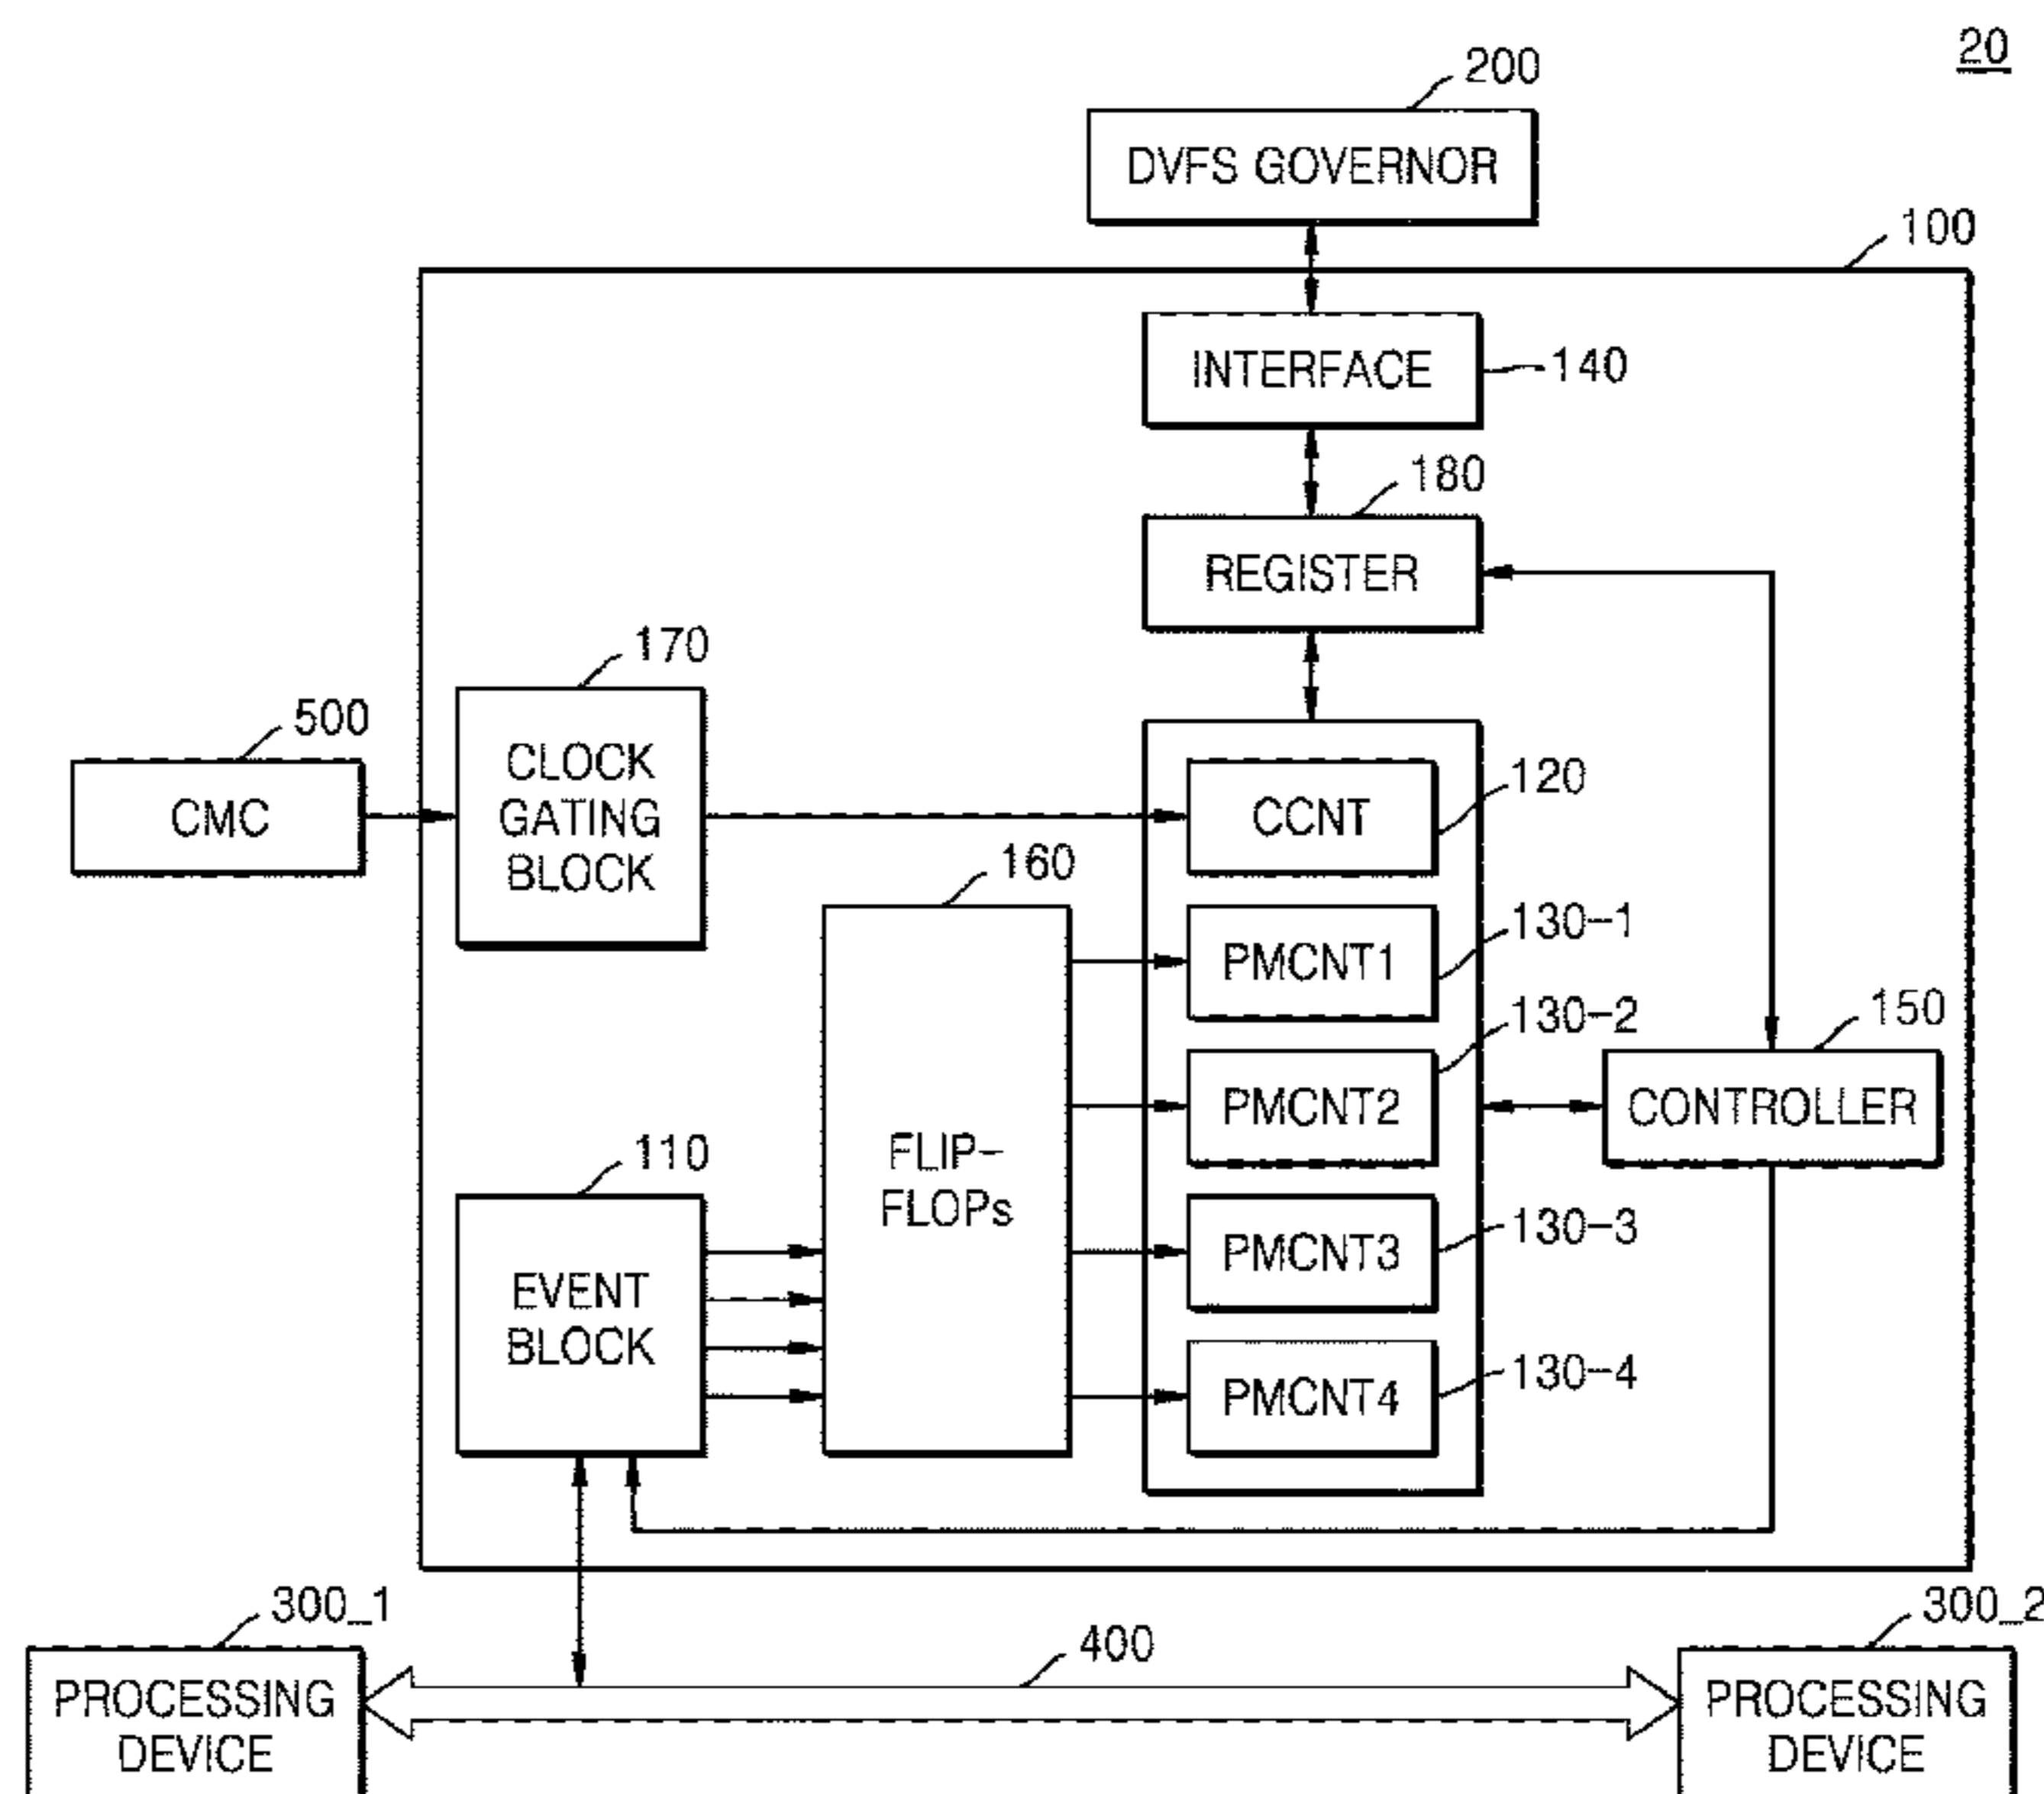 20
200
DVFS GOVERNOR
100
INTERFACE
140
180
REGISTER
170
500
CLOCK
GATING
BLOCK
CMC
120
CCNT
160
130-1
PMCNT1
130-2
150
PMCNT2
CONTROLLER
110
FLIP-
FLOPs
130-3
PMCNT3
EVENT
BLOCK
130-4
PMCNT4
300_1
400
300_2
PROCESSING
DEVICE
PROCESSING
DEVICE